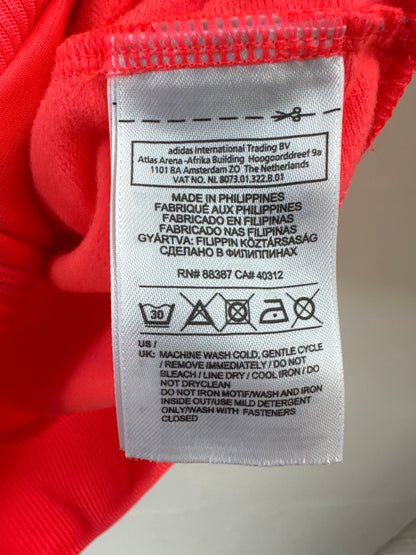 adidas International Trading BV
Atlas Arena -Afrika Building Hoogoorddreef 9a
1101 BA Amsterdam ZO The Netherlands
VAT NO. NL 8073.01.322.B.01
MADE IN PHILIPPINES
FABRIQUÉ AUX PHILIPPINES
FABRICADO EN FILIPINAS
FABRICADO NAS FILIPINAS
GYÁRTVA: FILIPPIN KÖZTÁRSASÁG
СДЕЛАНО В ФИЛИППИНАХ
RN# 88387 CA# 40312
30
US /
UK: MACHINE WASH COLD, GENTLE CYCLE
/ REMOVE IMMEDIATELY / DO NOT
BLEACH / LINE DRY / COOL IRON / DO
NOT DRYCLEAN
DO NOT IRON MOTIF/WASH AND IRON
INSIDE OUT/USE MILD DETERGENT
ONLY/WASH WITH FASTENERS
CLOSED